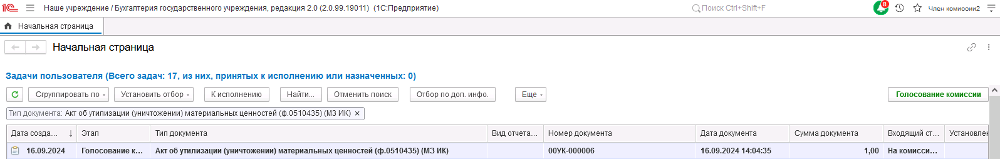 1С Наше учреждение / Бухгалтерия государственного учреждения, редакция 2.0 (2.0.99.19011) (1С:Предприятие) Поиск Ctrl+Shift+F 8 Член комиссии2
Начальная страница
Начальная страница
Задачи пользователя (Всего задач: 17, из них, принятых к исполнению или назначенных: 0)
Сгруппировать по Установить отбор К исполнению Найти... Отменить поиск Отбор по доп. инфо. Еще Голосование комиссии
Тип документа: Акт об утилизации (уничтожении) материальных ценностей (ф.0510435) (МЗ ИК) ×
Дата созда... ↓ Этап Тип документа Вид отчета... Номер документа Дата документа Сумма документа Входящий ст... Установлен
16.09.2024 Голосование к... Акт об утилизации (уничтожении) материальных ценностей (ф.0510435) (МЗ ИК) 00УК-000006 16.09.2024 14:04:35 1,00 На комисси...